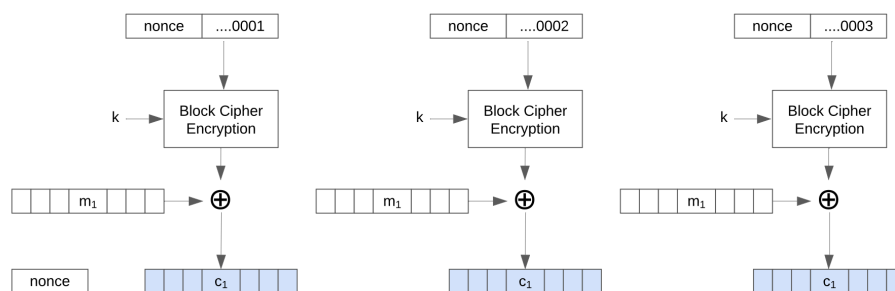 nonce ....0001 nonce ....0002 nonce ....0003
k Block Cipher Encryption k Block Cipher Encryption k Block Cipher Encryption
m₁ m₁ m₁
nonce c₁ c₁ c₁